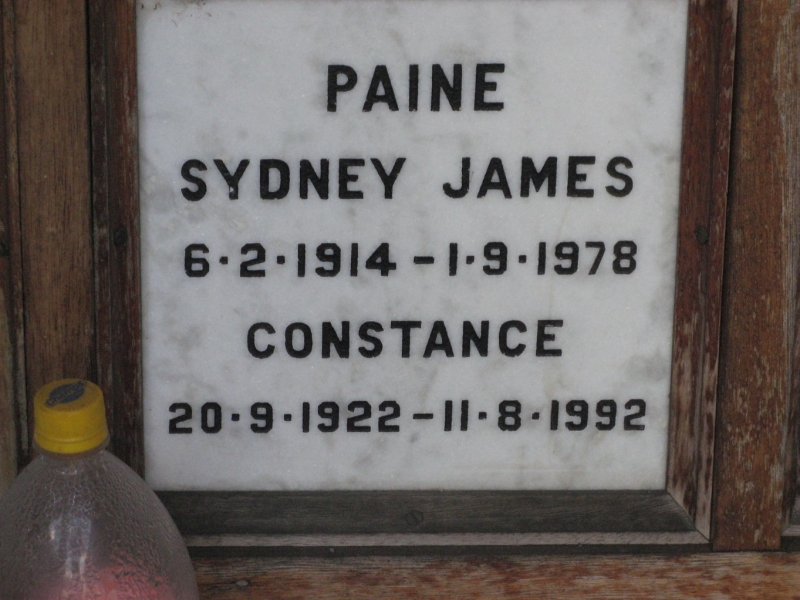 PAINE
SYDNEY JAMES
6·2·1914-1·9·1978
CONSTANCE
20·9·1922-11·8·1992